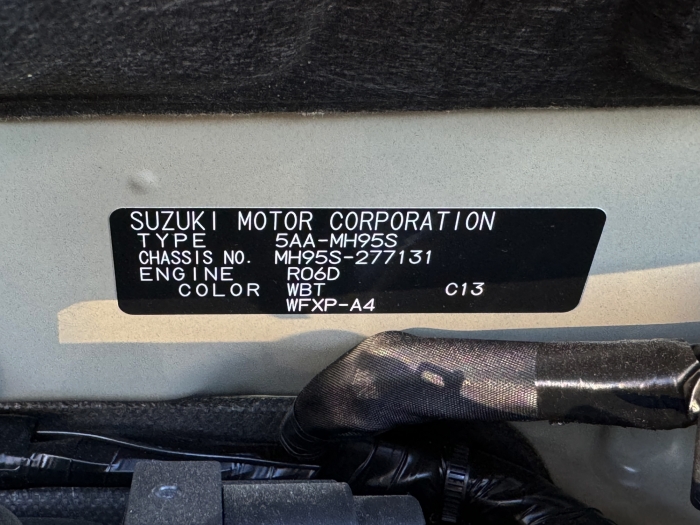 SUZUKI MOTOR CORPORATION
TYPE 5AA-MH95S
CHASSIS NO. MH95S-277131
ENGINE R06D
COLOR WBT C13
WFXP-A4